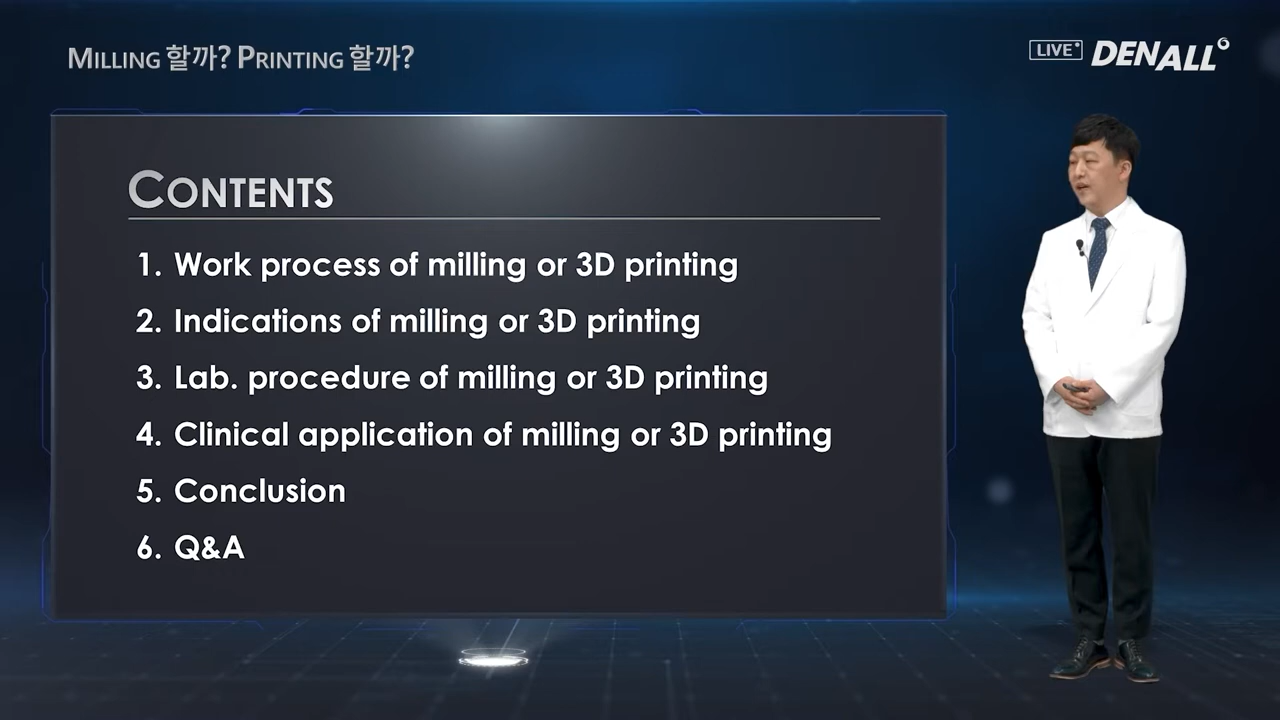 MILLING 할까? PRINTING 할까?
LIVE
DENALL
CONTENTS
1. Work process of milling or 3D printing
2. Indications of milling or 3D printing
3. Lab. procedure of milling or 3D printing
4. Clinical application of milling or 3D printing
5. Conclusion
6. Q&A